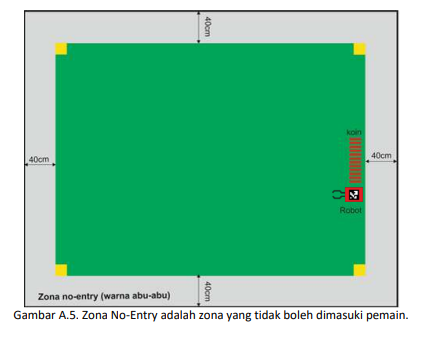 40cm
koin
40cm
40cm
Robot
40cm
Zona no-entry (warna abu-abu)
Gambar A.5. Zona No-Entry adalah zona yang tidak boleh dimasuki pemain.